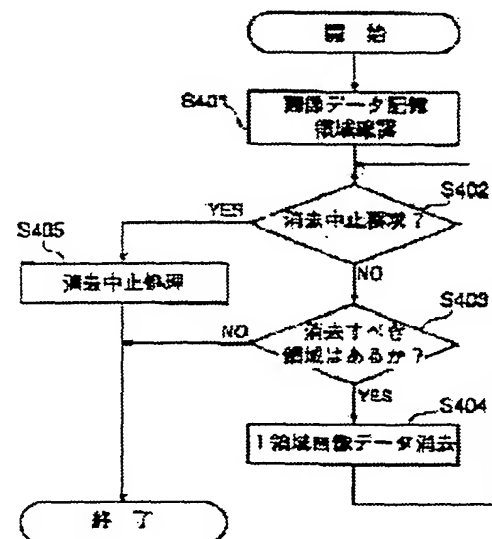 開 始
S401
画像データ記憶
領域確認
S402
消去中止要求？
YES
S405
消去中止処理
NO
S403
消去すべき
領域はあるか？
NO
YES
S404
1領域画像データ消去
終 了